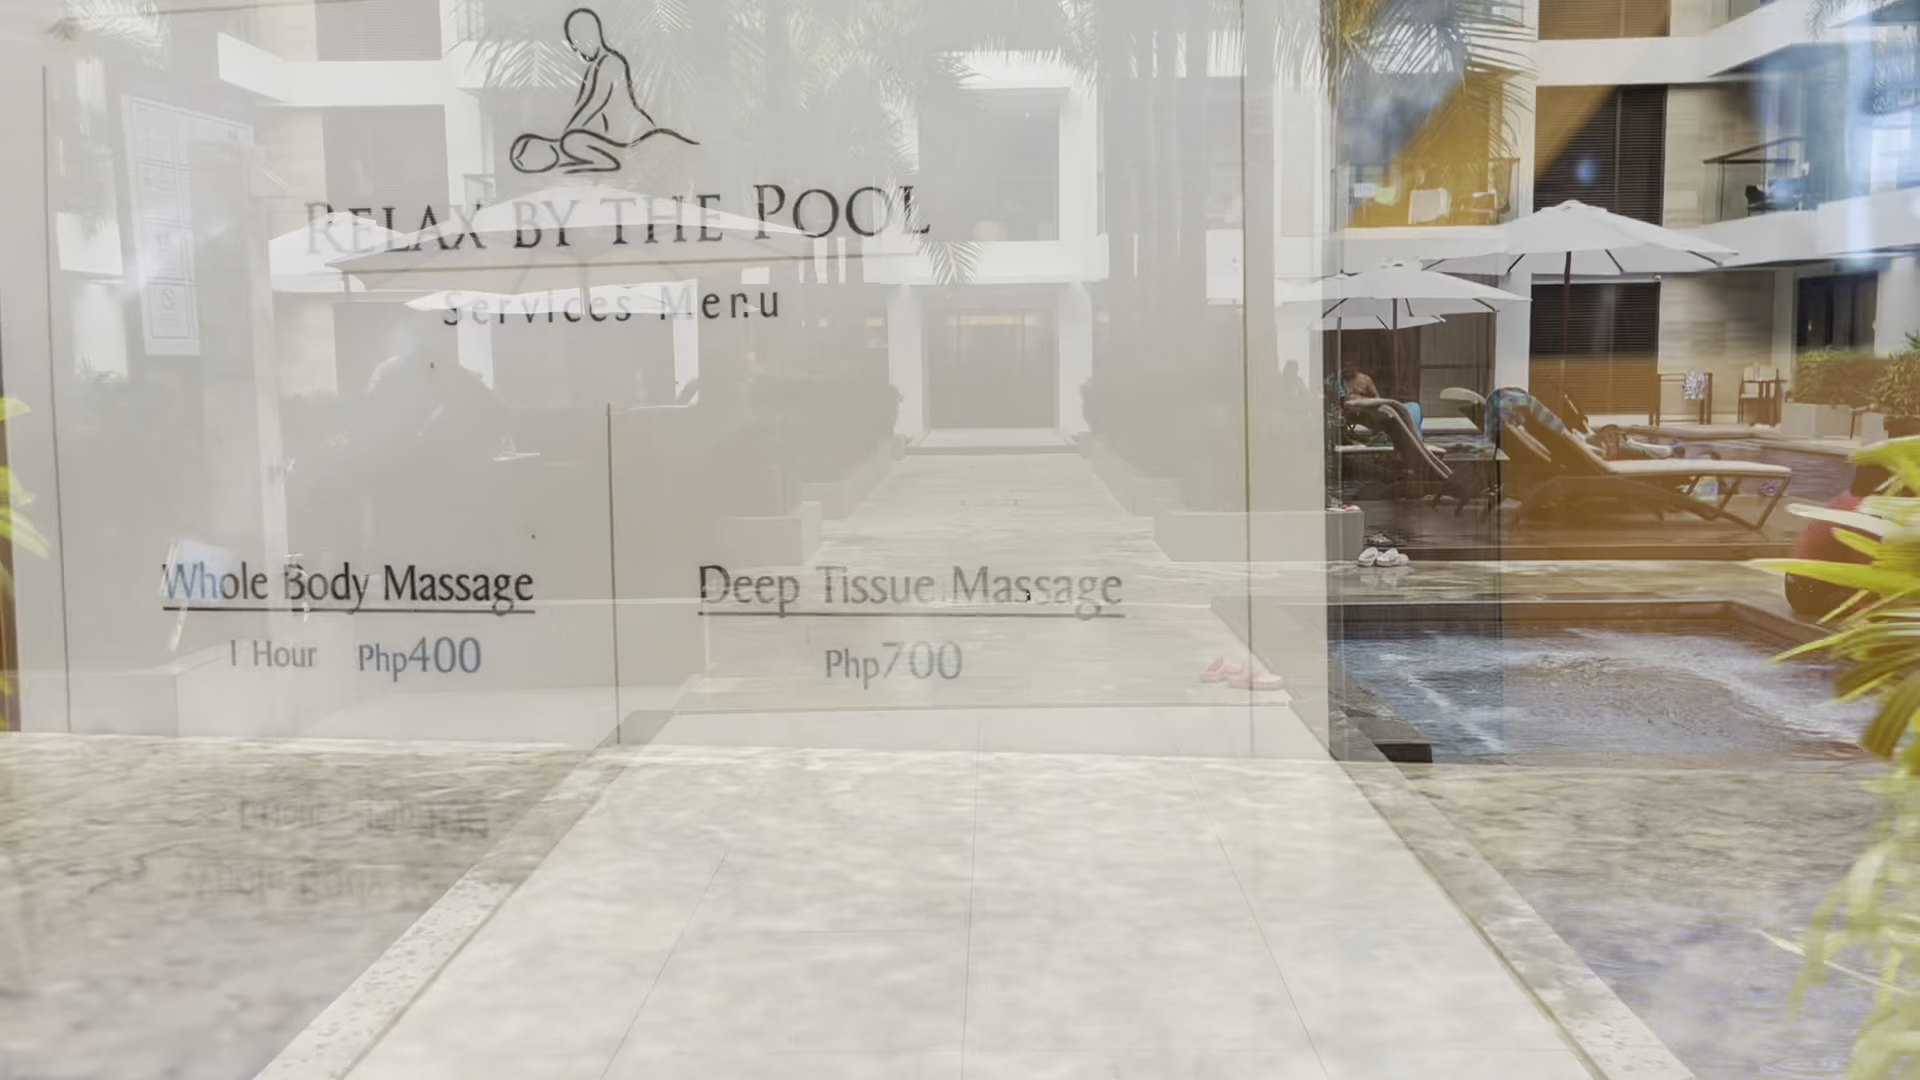 RELAX BY THE POOL
Services Menu
Whole Body Massage
1 Hour Php400
Deep Tissue Massage
Php700